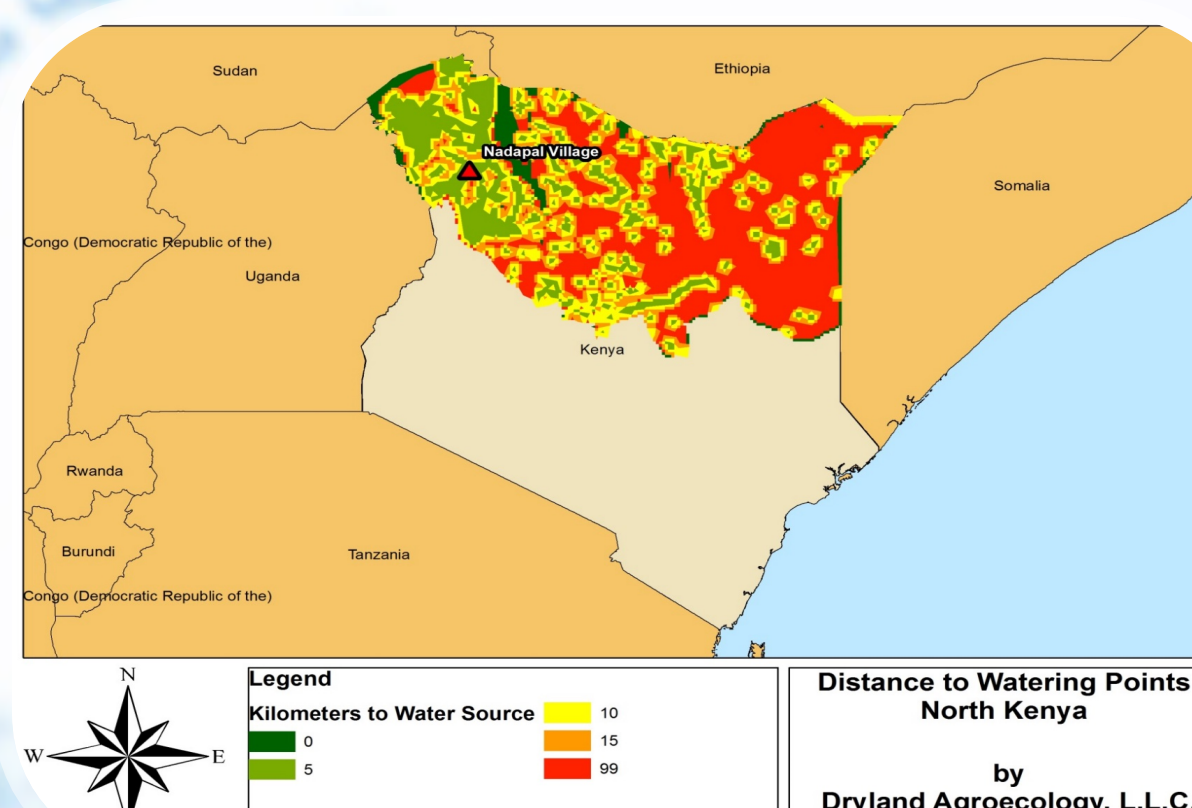 Sudan
Ethiopia
Nadapal Village
Somalia
Congo (Democratic Republic of the)
Uganda
Kenya
Rwanda
Burundi
Tanzania
Congo (Democratic Republic of the)
N
W
E
Legend
Kilometers to Water Source
0
5
10
15
99
Distance to Watering Points
North Kenya
by
Dryland Agroecology, L.L.C.